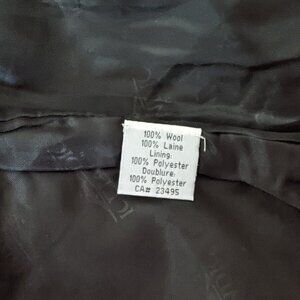 100% Wool
100% Laine
Lining:
100% Polyester
Doublure:
100% Polyester
CA# 23495